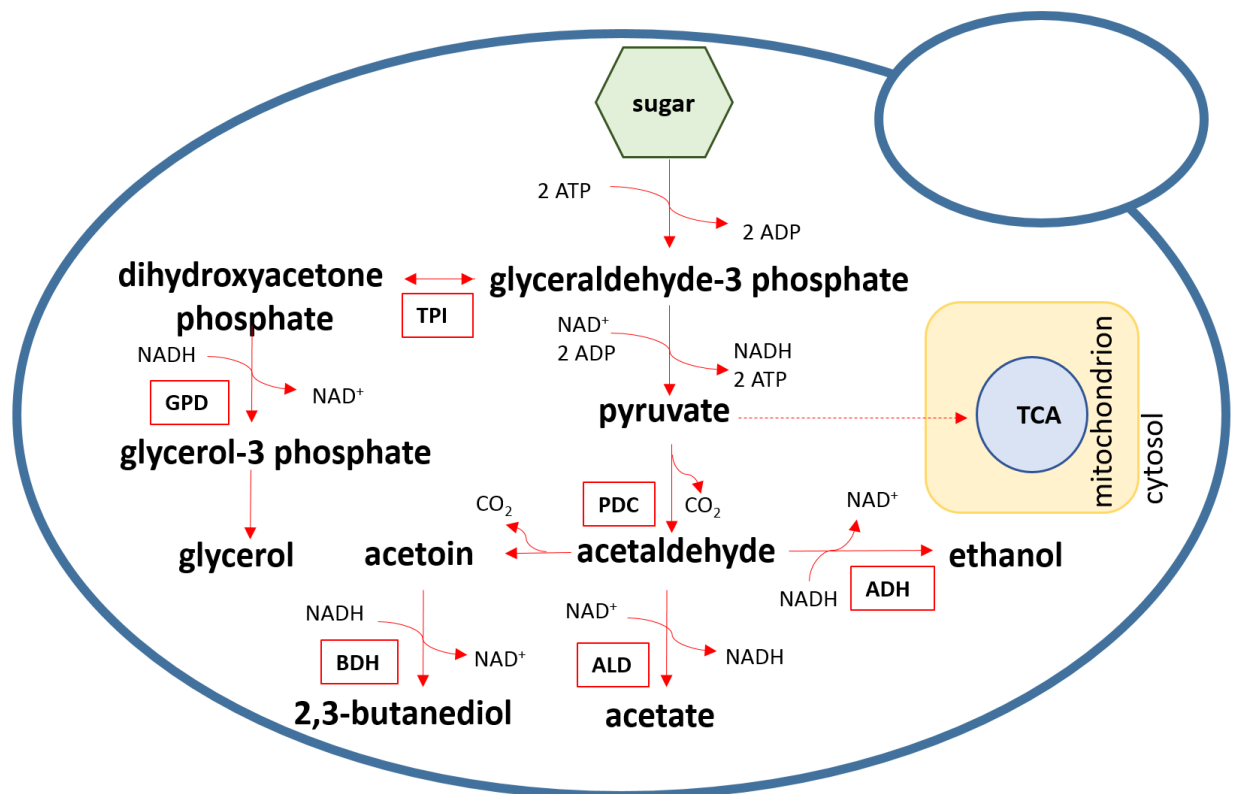 sugar
2 ATP
2 ADP
dihydroxyacetone
phosphate
glyceraldehyde-3 phosphate
TPI
NADH
NAD⁺
GPD
NAD⁺
2 ADP
NADH
2 ATP
glycerol-3 phosphate
pyruvate
TCA
mitochondrion
cytosol
PDC
CO₂
CO₂
NAD⁺
glycerol
acetoin
acetaldehyde
ethanol
NADH
ADH
NADH
NAD⁺
BDH
NAD⁺
NADH
ALD
2,3-butanediol
acetate